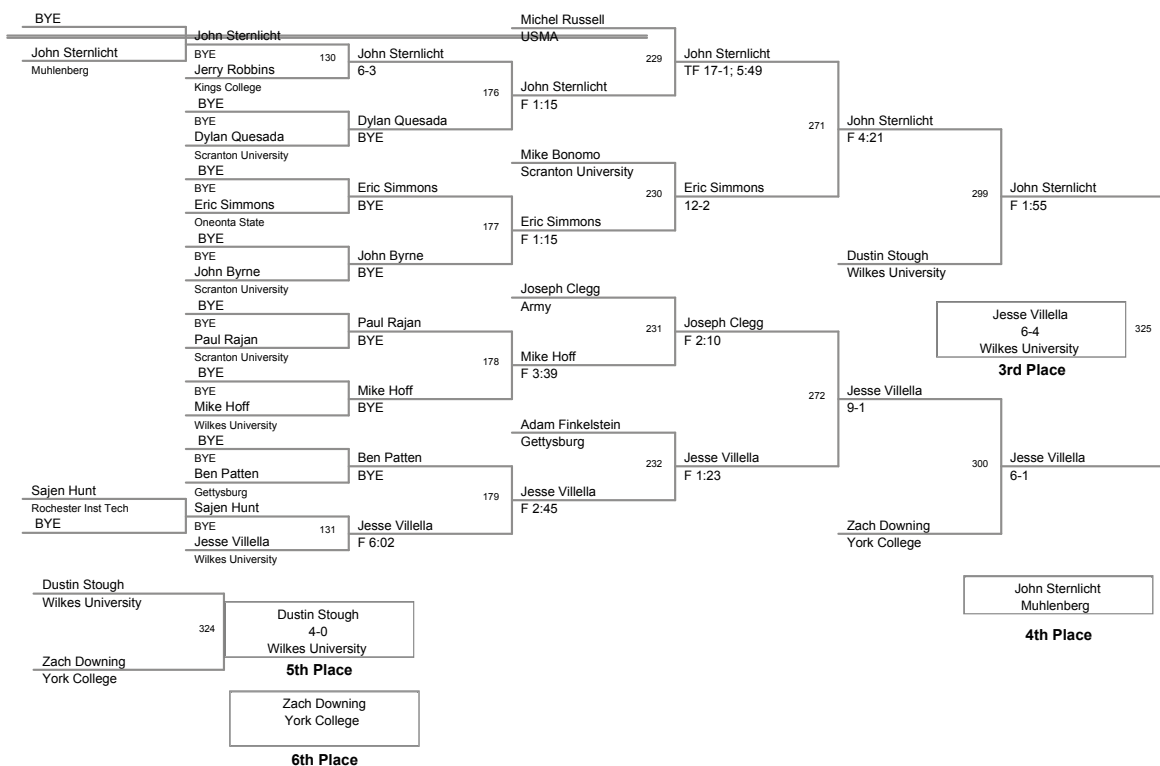 BYE
John Sternlicht
Muhlenberg
John Sternlicht
BYE
Jerry Robbins
Kings College
130
BYE
BYE
Dylan Quesada
Scranton University
BYE
BYE
Eric Simmons
Oneonta State
BYE
BYE
John Byrne
Scranton University
BYE
BYE
Paul Rajan
Scranton University
BYE
BYE
Mike Hoff
Wilkes University
BYE
BYE
Ben Patten
Gettysburg
Sajen Hunt
Rochester Inst Tech
BYE
Sajen Hunt
BYE
Jesse Villella
Wilkes University
131
John Sternlicht
6-3
176
Dylan Quesada
BYE
Eric Simmons
BYE
177
John Byrne
BYE
Paul Rajan
BYE
178
Mike Hoff
BYE
Ben Patten
BYE
179
Jesse Villella
F 6:02
Michel Russell
USMA
229
John Sternlicht
F 1:15
Mike Bonomo
Scranton University
230
Eric Simmons
F 1:15
Joseph Clegg
Army
231
Mike Hoff
F 3:39
Adam Finkelstein
Gettysburg
232
Jesse Villella
F 2:45
John Sternlicht
TF 17-1; 5:49
271
Eric Simmons
12-2
Joseph Clegg
F 2:10
272
Jesse Villella
F 1:23
John Sternlicht
F 4:21
299
Dustin Stough
Wilkes University
Jesse Villella
9-1
300
Zach Downing
York College
John Sternlicht
F 1:55
Jesse Villella
6-4
Wilkes University
325
3rd Place
Jesse Villella
6-1
John Sternlicht
Muhlenberg
4th Place
Dustin Stough
Wilkes University
324
Zach Downing
York College
Dustin Stough
4-0
Wilkes University
5th Place
Zach Downing
York College
6th Place